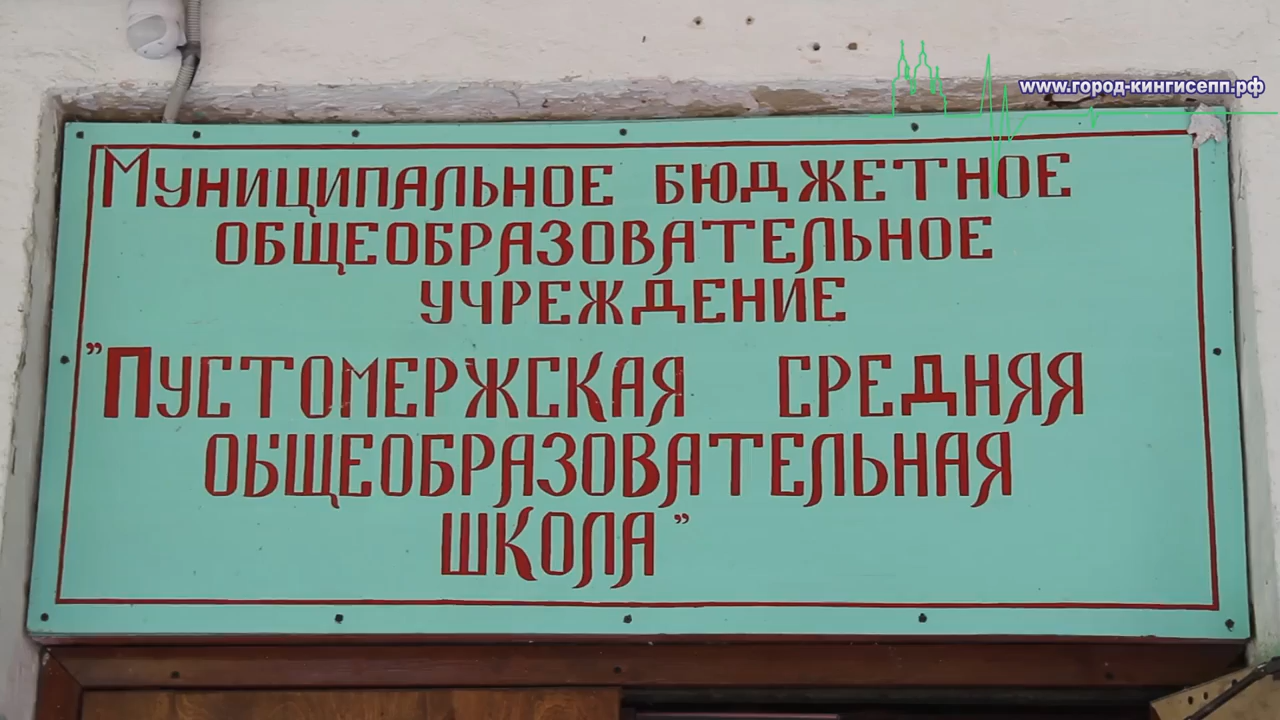 www.город-кингисепп.рф
Муниципальное бюджетное
общеобразовательное
учреждение
"Пустомержская средняя
общеобразовательная
школа"